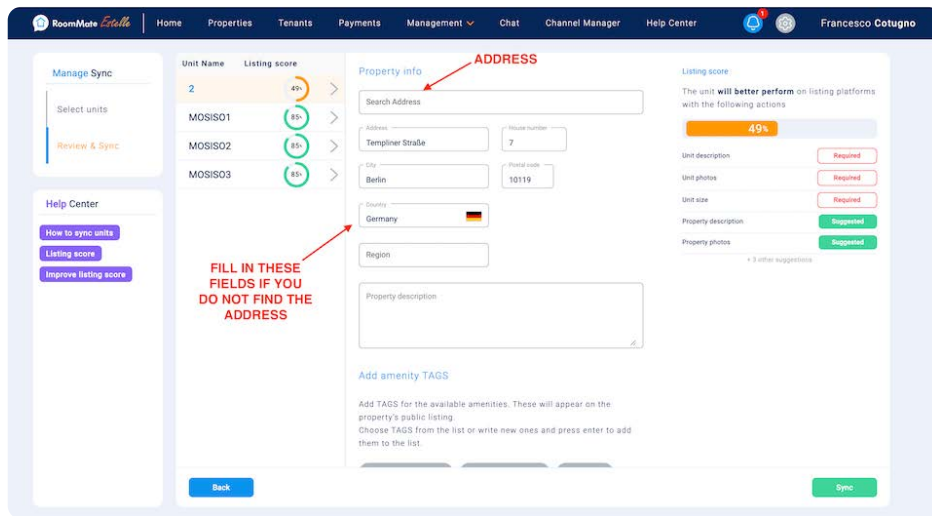 RoomMate Estelle
Home
Properties
Tenants
Payments
Management
Chat
Channel Manager
Help Center
1
Francesco Cotugno
Manage Sync
Select units
Review & Sync
Help Center
How to sync units
Listing score
Improve listing score
Unit Name Listing score
2 49%
MOSISO1 85%
MOSISO2 85%
MOSISO3 85%
ADDRESS
Property info
Search Address
Address
Templiner Straße
House number
7
City
Berlin
Postal code
10119
Country
Germany
Region
FILL IN THESE
FIELDS IF YOU
DO NOT FIND THE
ADDRESS
Property description
Add amenity TAGS
Add TAGS for the available amenities. These will appear on the
property's public listing.
Choose TAGS from the list or write new ones and press enter to add
them to the list
Listing score
The unit will better perform on listing platforms
with the following actions
49%
Unit description Required
Unit photos Required
Unit size Required
Property description Suggested
Property photos Suggested
+ 3 other suggestions
Back
Sync